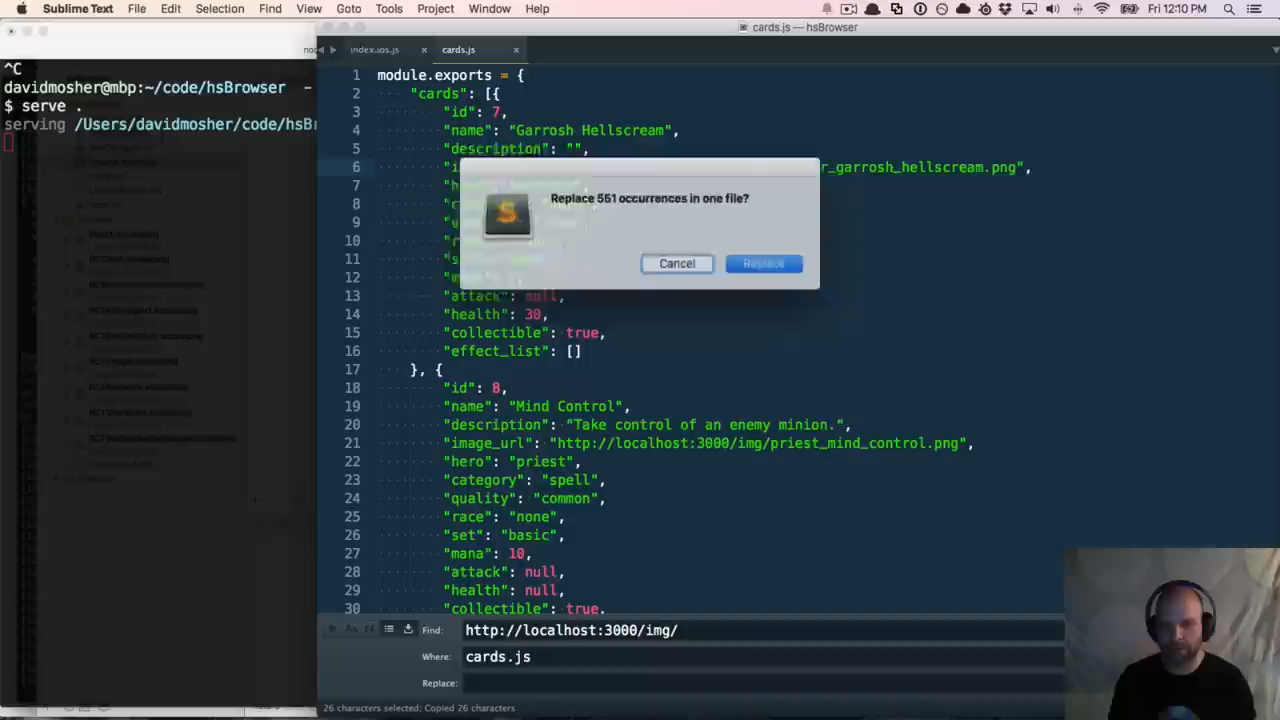 Sublime Text File Edit Selection Find View Goto Tools Project Window Help Fri 12:10 PM
cards.js — hsBrowser
index.ios.js × cards.js ×
^C
davidmosher@mbp:~/code/hsBrowser -
$ serve .
serving /Users/davidmosher/code/hsBr
1 module.exports = {
2 "cards": [{
3 "id": 7,
4 "name": "Garrosh Hellscream",
5 "description": "",
6 r_garrosh_hellscream.png",
7
8
9
10
11
12
13 "attack": null,
14 "health": 30,
15 "collectible": true,
16 "effect_list": []
17 }, {
18 "id": 8,
19 "name": "Mind Control",
20 "description": "Take control of an enemy minion.",
21 "image_url": "http://localhost:3000/img/priest_mind_control.png",
22 "hero": "priest",
23 "category": "spell",
24 "quality": "common",
25 "race": "none",
26 "set": "basic",
27 "mana": 10,
28 "attack": null,
29 "health": null,
30 "collectible": true,
Replace 551 occurrences in one file?
Cancel Replace
Find: http://localhost:3000/img/
Where: cards.js
Replace:
26 characters selected; Copied 26 characters